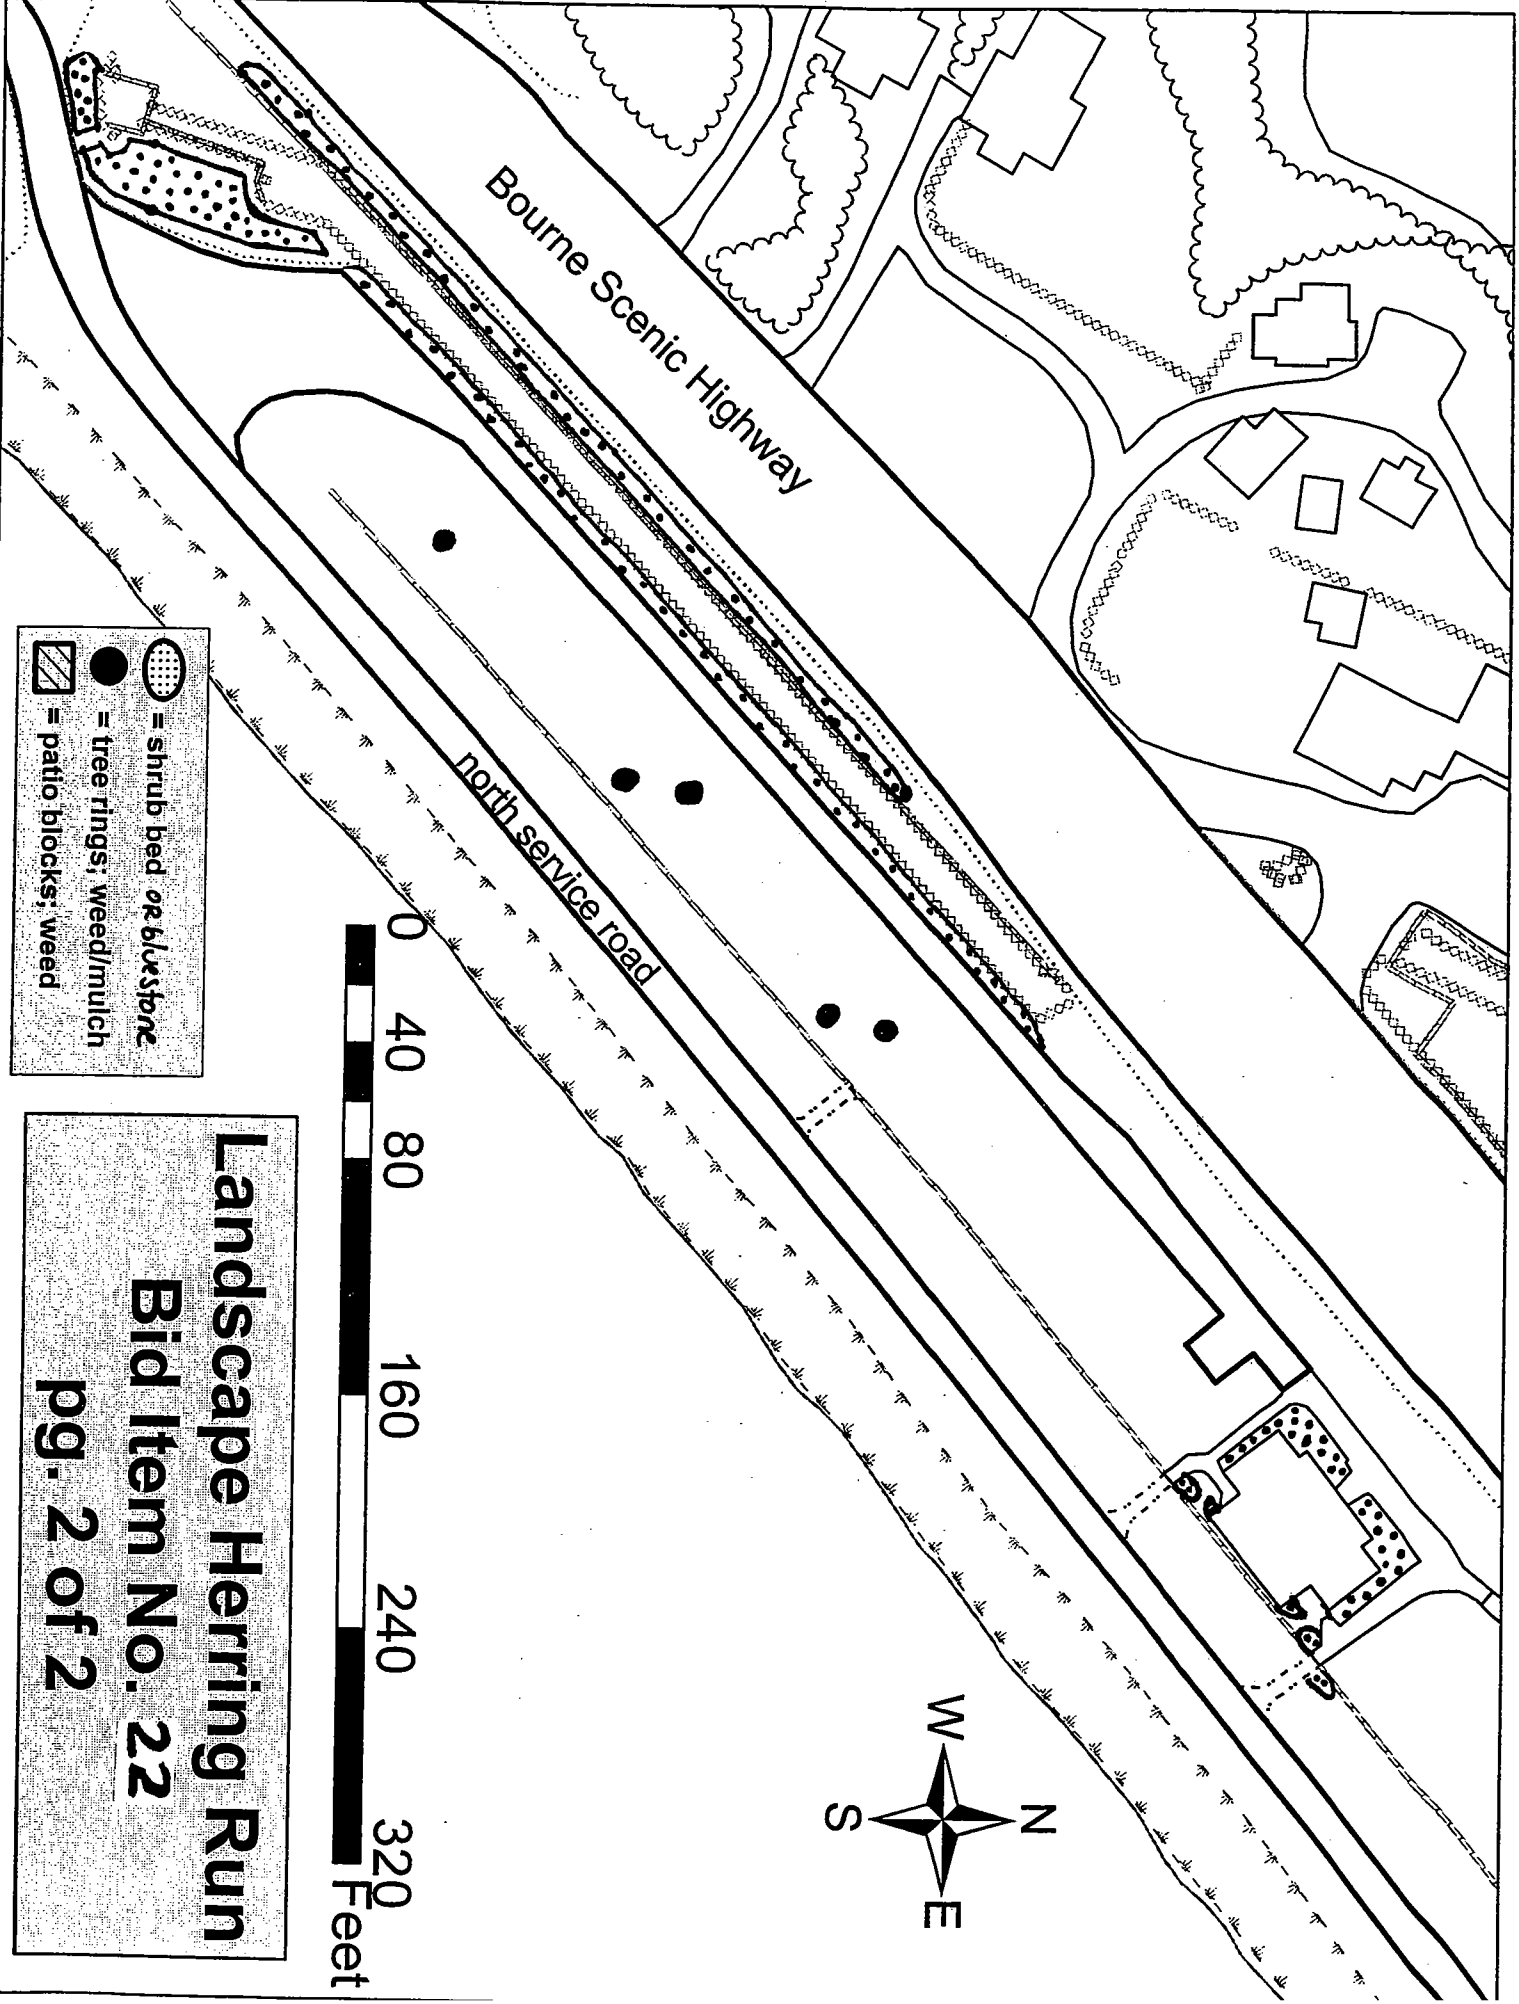 Bourne Scenic Highway
north service road
W N
S E
0 40 80 160 240 320 Feet
= shrub bed OR bluestone
= tree rings; weed/mulch
= patio blocks; weed
Landscape Herring Run
Bid Item No. 22
pg. 2 of 2